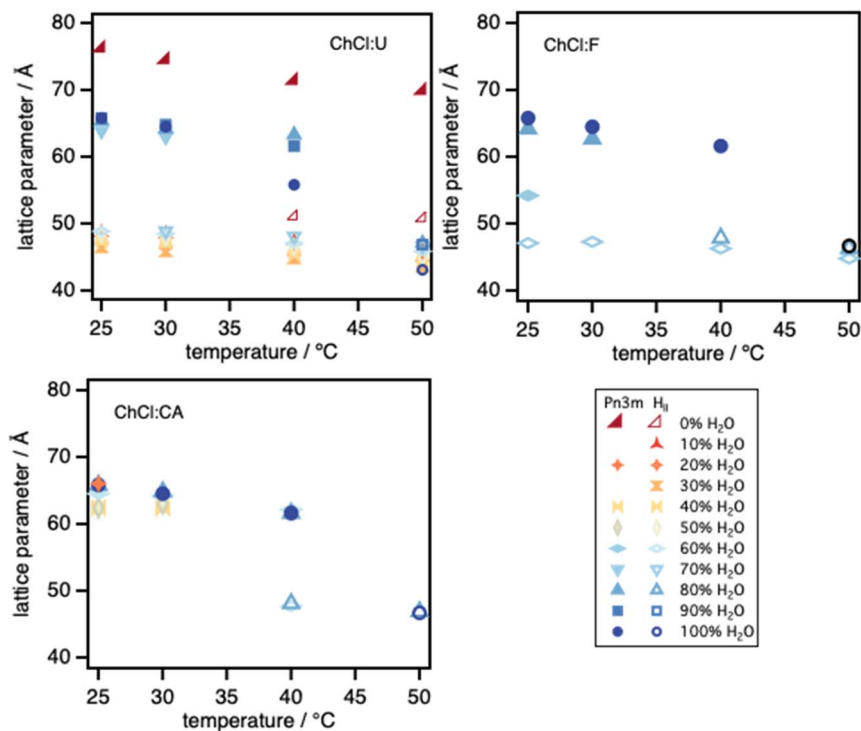 80
70
60
50
40
lattice parameter / Å
ChCl:U
25 30 35 40 45 50
temperature / °C
80
70
60
50
40
lattice parameter / Å
ChCl:F
25 30 35 40 45 50
temperature / °C
80
70
60
50
40
lattice parameter / Å
ChCl:CA
25 30 35 40 45 50
temperature / °C
Pn3m H_II
0% H₂O
10% H₂O
20% H₂O
30% H₂O
40% H₂O
50% H₂O
60% H₂O
70% H₂O
80% H₂O
90% H₂O
100% H₂O